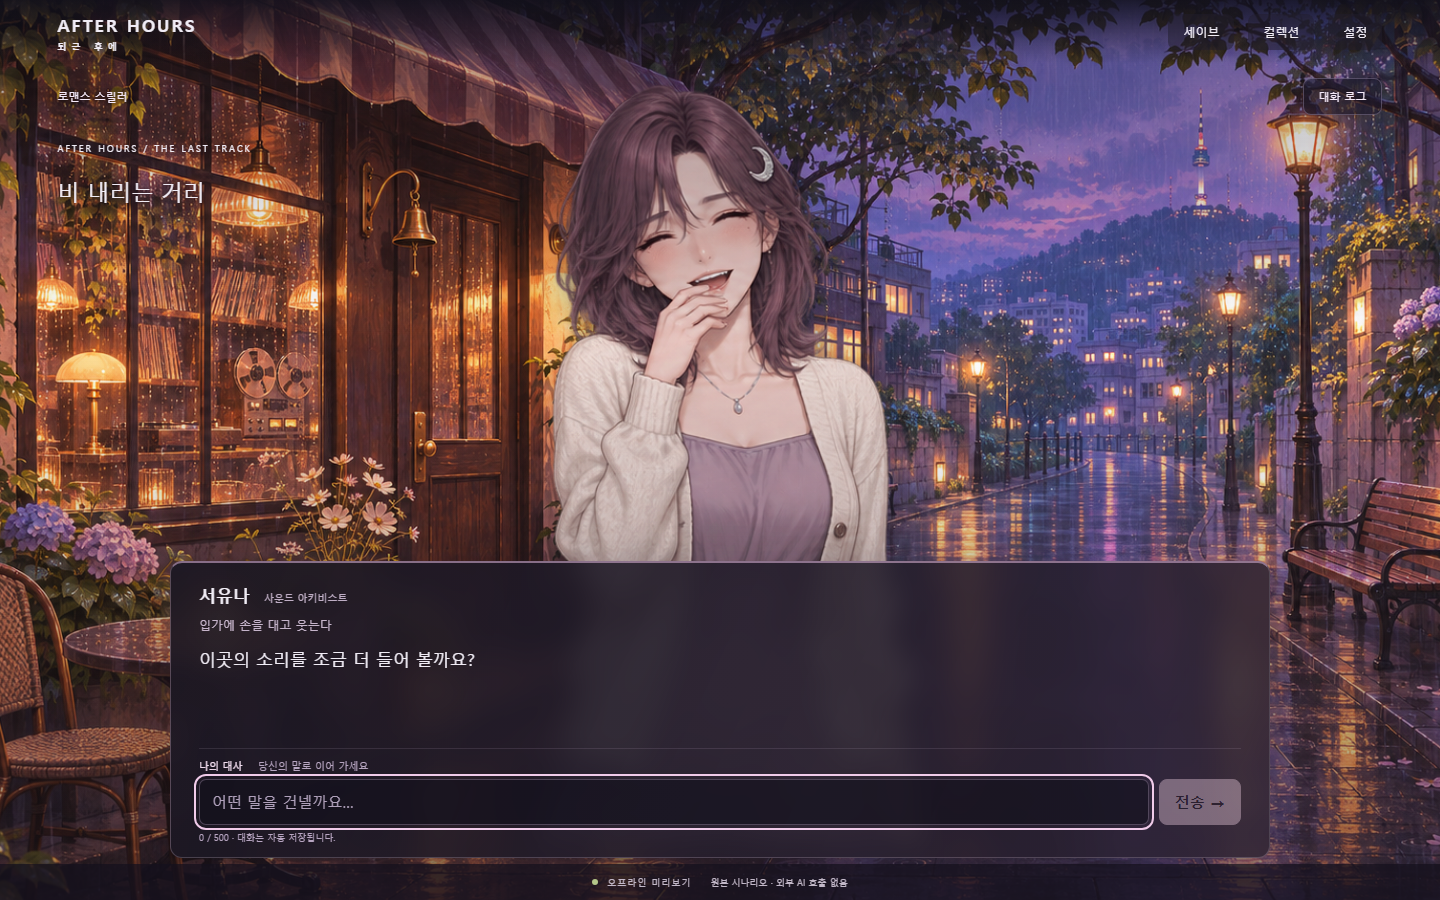 AFTER HOURS
퇴근 후에
세이브 컬렉션 설정
로맨스 스릴러
대화 로그
AFTER HOURS / THE LAST TRACK
비 내리는 거리
서유나 사운드 아키비스트
입가에 손을 대고 웃는다
이곳의 소리를 조금 더 들어 볼까요?
나의 대사 당신의 말로 이어 가세요
어떤 말을 건넬까요...
전송 →
0 / 500 · 대화는 자동 저장됩니다.
오프라인 미리보기 원본 시나리오 · 외부 AI 호출 없음